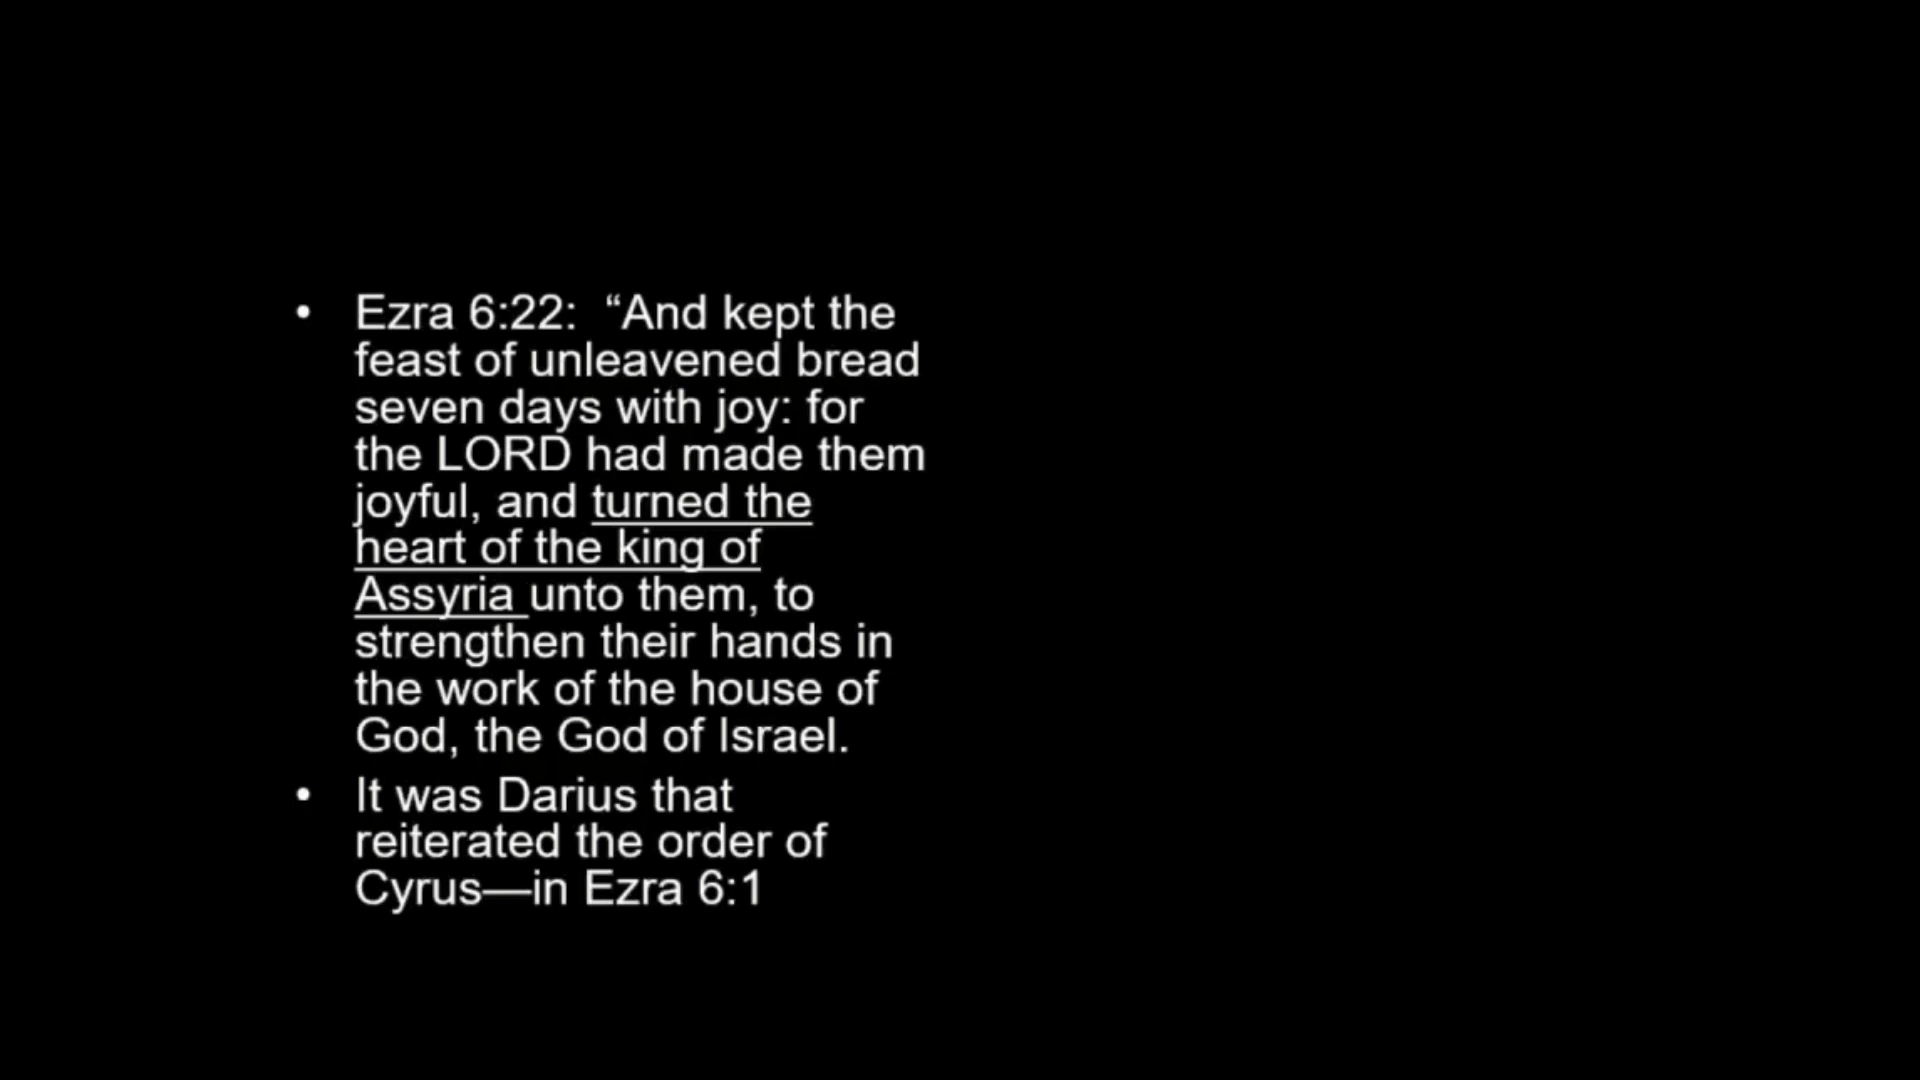 • Ezra 6:22:  “And kept the
feast of unleavened bread
seven days with joy: for
the LORD had made them
joyful, and turned the
heart of the king of
Assyria unto them, to
strengthen their hands in
the work of the house of
God, the God of Israel.
• It was Darius that
reiterated the order of
Cyrus—in Ezra 6:1